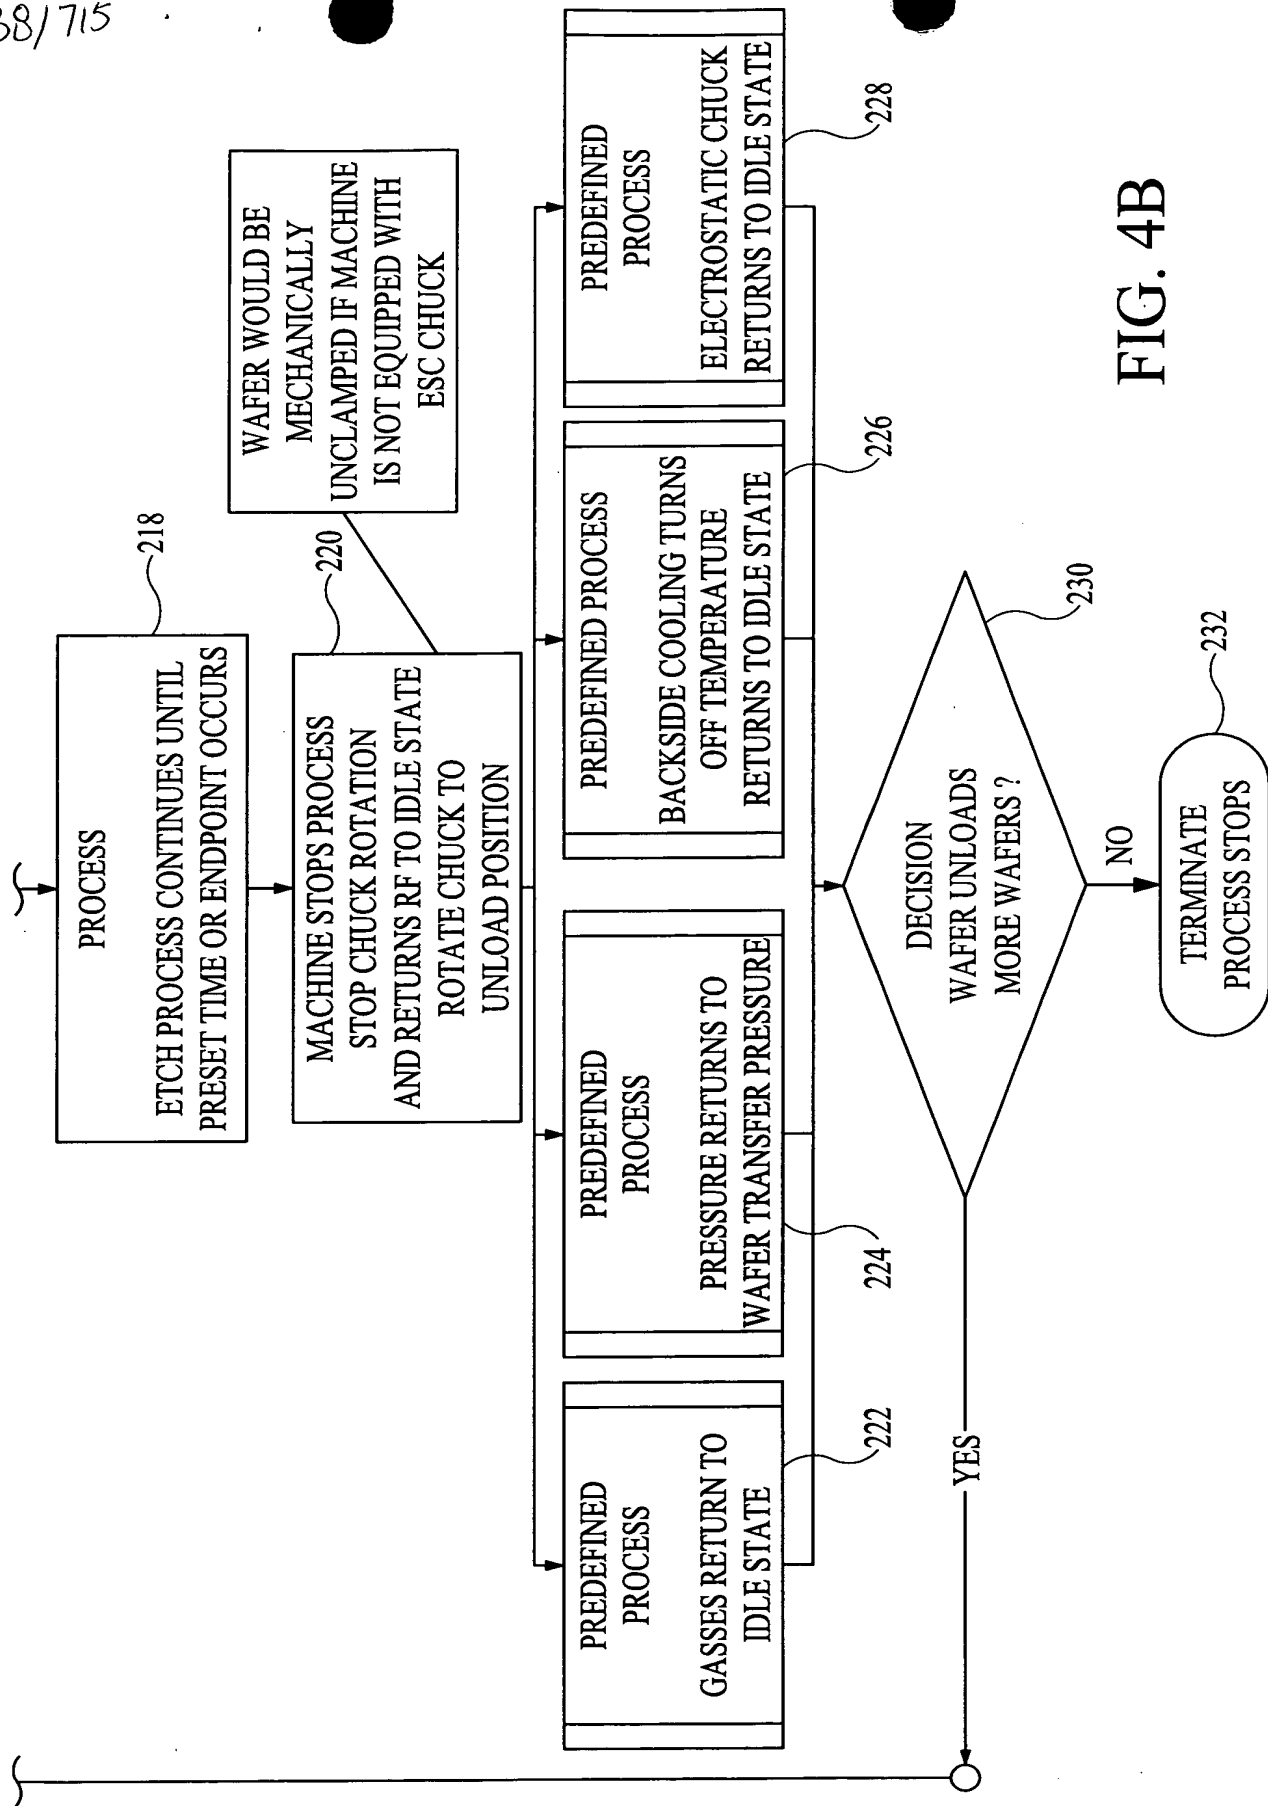 38/715
PROCESS
ETCH PROCESS CONTINUES UNTIL
PRESET TIME OR ENDPOINT OCCURS
218
MACHINE STOPS PROCESS
STOP CHUCK ROTATION
AND RETURNS RF TO IDLE STATE
ROTATE CHUCK TO
UNLOAD POSITION
220
WAFER WOULD BE
MECHANICALLY
UNCLAMPED IF MACHINE
IS NOT EQUIPPED WITH
ESC CHUCK
PREDEFINED
PROCESS
GASSES RETURN TO
IDLE STATE
222
PREDEFINED
PROCESS
PRESSURE RETURNS TO
WAFER TRANSFER PRESSURE
224
PREDEFINED PROCESS
BACKSIDE COOLING TURNS
OFF TEMPERATURE
RETURNS TO IDLE STATE
226
PREDEFINED
PROCESS
ELECTROSTATIC CHUCK
RETURNS TO IDLE STATE
228
DECISION
WAFER UNLOADS
MORE WAFERS ?
230
YES
NO
TERMINATE
PROCESS STOPS
232
FIG. 4B